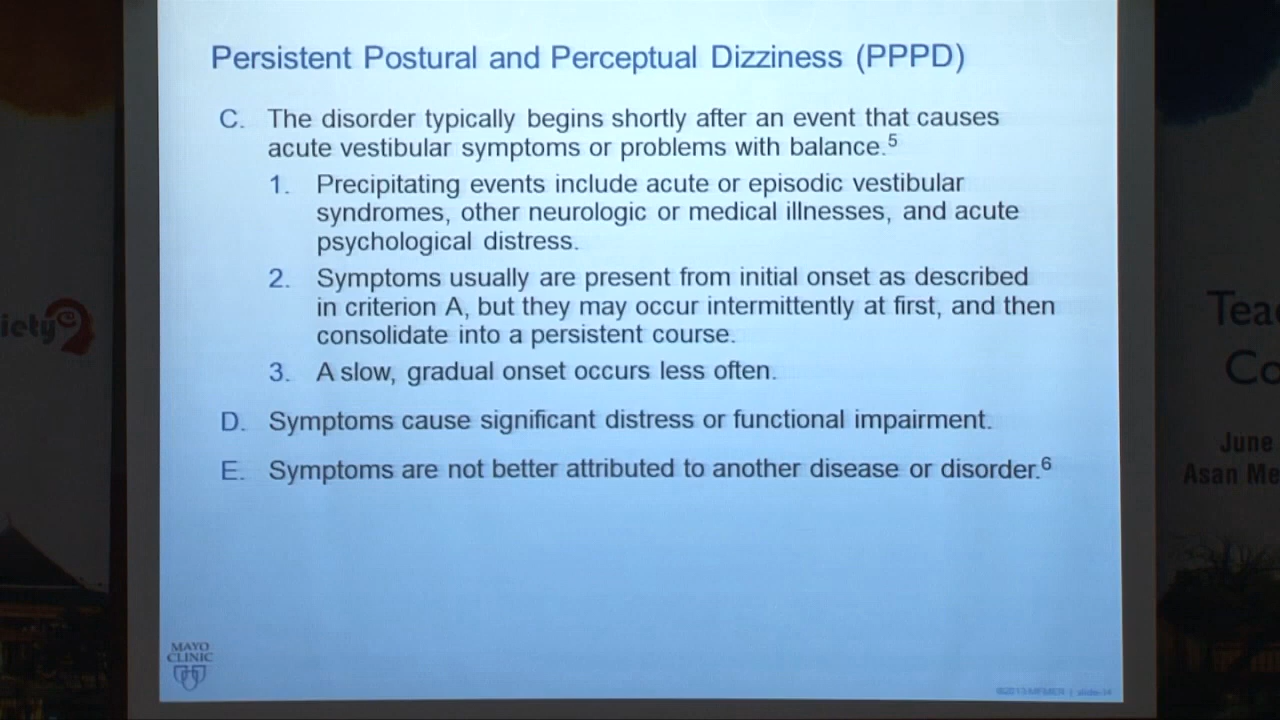 Persistent Postural and Perceptual Dizziness (PPPD)
C. The disorder typically begins shortly after an event that causes
acute vestibular symptoms or problems with balance.5
1. Precipitating events include acute or episodic vestibular
syndromes, other neurologic or medical illnesses, and acute
psychological distress.
2. Symptoms usually are present from initial onset as described
in criterion A, but they may occur intermittently at first, and then
consolidate into a persistent course.
3. A slow, gradual onset occurs less often.
D. Symptoms cause significant distress or functional impairment.
E. Symptoms are not better attributed to another disease or disorder.6
MAYO
CLINIC
©2013 MFMER | slide-14
iety
Tea
Co
June
Asan Me